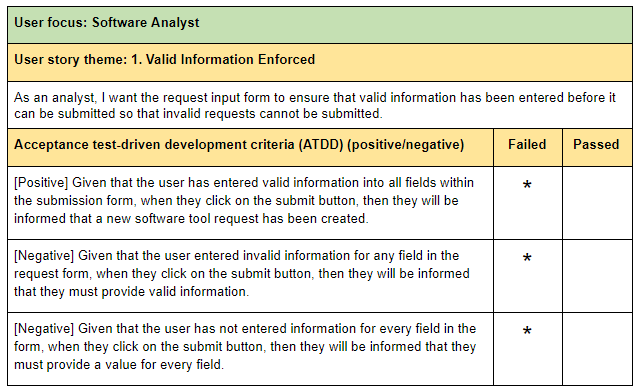 User focus: Software Analyst
User story theme: 1. Valid Information Enforced
As an analyst, I want the request input form to ensure that valid information has been entered before it
can be submitted so that invalid requests cannot be submitted.
Acceptance test-driven development criteria (ATDD) (positive/negative) Failed Passed
[Positive] Given that the user has entered valid information into all fields within
the submission form, when they click on the submit button, then they will be
informed that a new software tool request has been created.
*
[Negative] Given that the user entered invalid information for any field in the
request form, when they click on the submit button, then they will be informed
that they must provide valid information.
*
[Negative] Given that the user has not entered information for every field in the
form, when they click on the submit button, then they will be informed that they
must provide a value for every field.
*